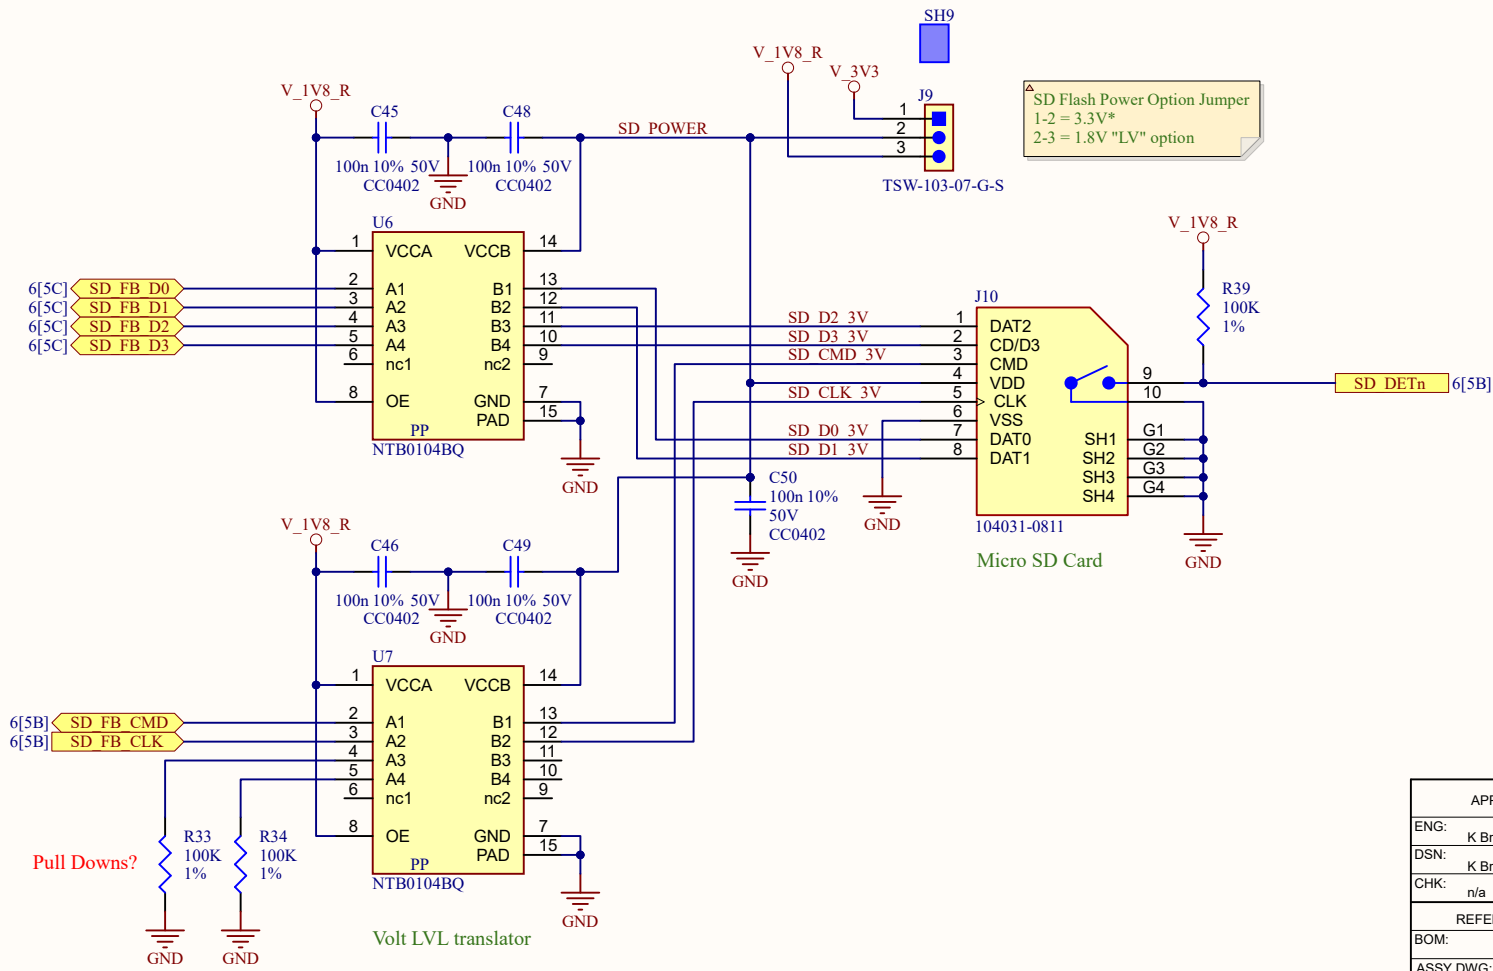 SH9
V_1V8_R
V_3V3
J9
1
2
3
TSW-103-07-G-S
SD Flash Power Option Jumper
1-2 = 3.3V*
2-3 = 1.8V "LV" option
V_1V8_R
C45
100n 10% 50V
CC0402
C48
100n 10% 50V
CC0402
GND
SD_POWER
U6
1 VCCA VCCB 14
6[5C] SD_FB_D0 2 A1 B1 13
6[5C] SD_FB_D1 3 A2 B2 12
6[5C] SD_FB_D2 4 A3 B3 11
6[5C] SD_FB_D3 5 A4 B4 10
6 nc1 nc2 9
8 OE GND 7
PAD 15
PP
NTB0104BQ
GND
V_1V8_R
R39
100K
1%
J10
SD_D2_3V 1 DAT2
SD_D3_3V 2 CD/D3
SD_CMD_3V 3 CMD
4 VDD 9 SD_DETn 6[5B]
SD_CLK_3V 5 CLK 10
6 VSS
SD_D0_3V 7 DAT0 SH1 G1
SD_D1_3V 8 DAT1 SH2 G2
SH3 G3
SH4 G4
104031-0811
GND
GND
Micro SD Card
C50
100n 10%
50V
CC0402
GND
V_1V8_R
C46
100n 10% 50V
CC0402
C49
100n 10% 50V
CC0402
GND
U7
1 VCCA VCCB 14
6[5B] SD_FB_CMD 2 A1 B1 13
6[5B] SD_FB_CLK 3 A2 B2 12
4 A3 B3 11
5 A4 B4 10
6 nc1 nc2 9
8 OE GND 7
PAD 15
PP
NTB0104BQ
GND
Pull Downs?
R33
100K
1%
GND
R34
100K
1%
GND
Volt LVL translator
ENG:
K Br
DSN:
K Br
CHK:
n/a
BOM:
ASSY DWG: